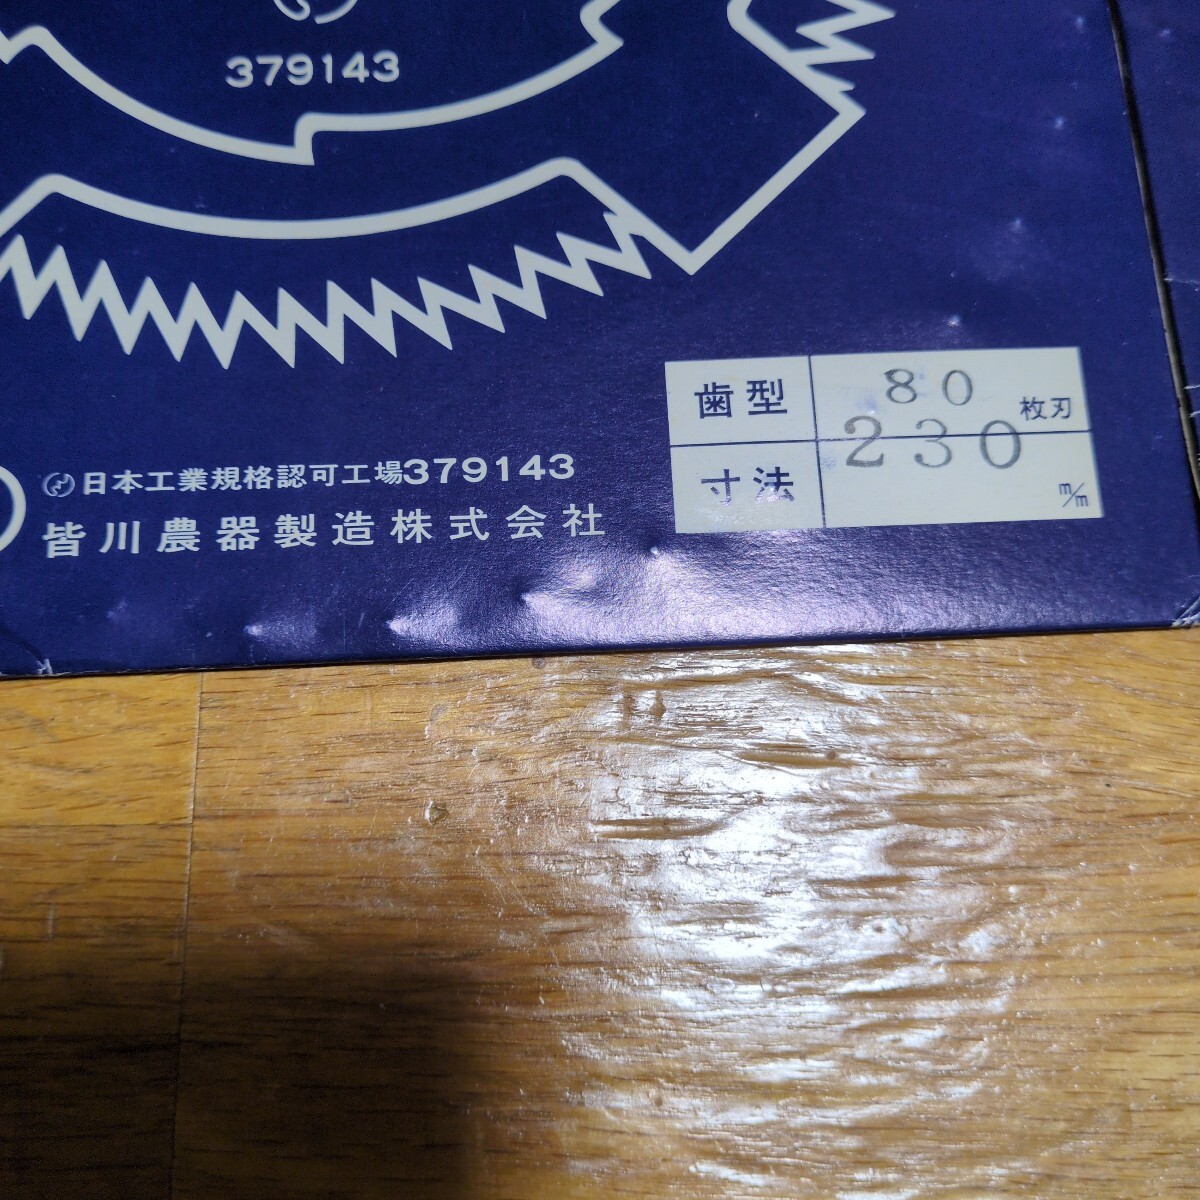 379143
歯型 80 枚刃
寸法 230 m/m
日本工業規格認可工場379143
皆川農器製造株式会社